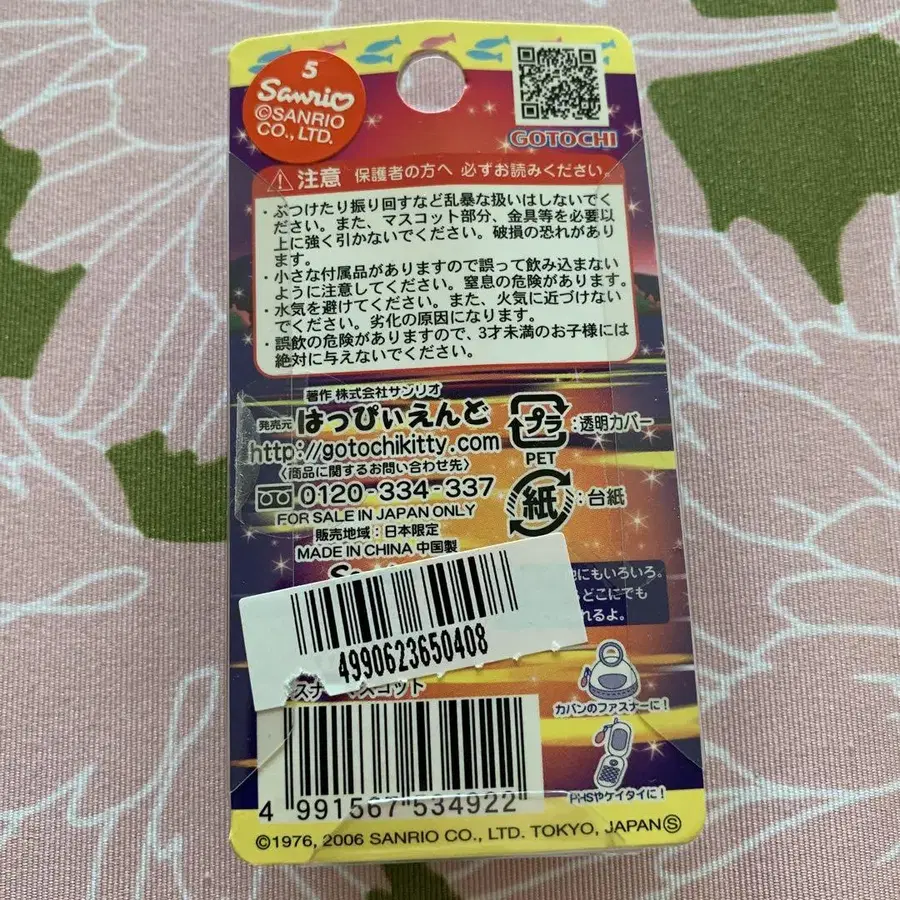 5
Sanrio
©SANRIO
CO.,LTD.
GOTOCHI
注意 保護者の方へ 必ずお読みください。
・ぶつけたり振り回すなど乱暴な扱いはしないでく
ださい。また、マスコット部分、金具等を必要以
上に強く引かないでください。破損の恐れがあり
ます。
・小さな付属品がありますので誤って飲み込まない
ように注意してください。窒息の危険があります。
・水気を避けてください。また、火気に近づけない
でください。劣化の原因になります。
・誤飲の危険がありますので、3才未満のお子様には
絶対に与えないでください。
著作 株式会社サンリオ
発売元 はっぴぃえんど
http://gotochikitty.com
〈商品に関するお問い合わせ先〉
0120-334-337
FOR SALE IN JAPAN ONLY
販売地域：日本限定
MADE IN CHINA 中国製
プラ：透明カバー
PET
紙：台紙
にもいろいろ。
どこにでも
れるよ。
4990623650408
スコット
カバンのファスナーに！
PHSやケイタイに！
4 991567 534922
©1976, 2006 SANRIO CO., LTD. TOKYO, JAPAN Ⓢ